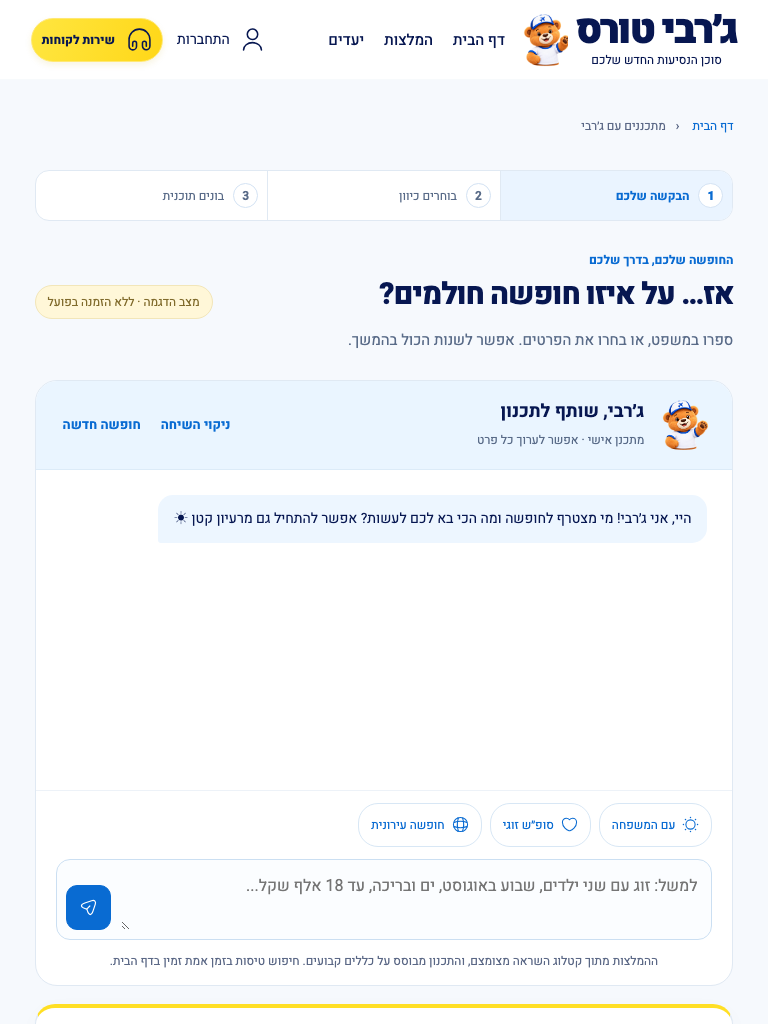 ג׳רבי טורס
סוכן הנסיעות החדש שלכם
דף הבית
המלצות
יעדים
התחברות
שירות לקוחות
דף הבית › מתכננים עם ג׳רבי
1 הבקשה שלכם
2 בוחרים כיוון
3 בונים תוכנית
החופשה שלכם, בדרך שלכם
אז... על איזו חופשה חולמים?
מצב הדגמה · ללא הזמנה בפועל
ספרו במשפט, או בחרו את הפרטים. אפשר לשנות הכול בהמשך.
ג׳רבי, שותף לתכנון
מתכנן אישי · אפשר לערוך כל פרט
ניקוי השיחה
חופשה חדשה
היי, אני ג׳רבי! מי מצטרף לחופשה ומה הכי בא לכם לעשות? אפשר להתחיל גם מרעיון קטן ☀
עם המשפחה
סופ״ש זוגי
חופשה עירונית
למשל: זוג עם שני ילדים, שבוע באוגוסט, ים ובריכה, עד 18 אלף שקל...
ההמלצות מתוך קטלוג השראה מצומצם, והתכנון מבוסס על כללים קבועים. חיפוש טיסות בזמן אמת זמין בדף הבית.